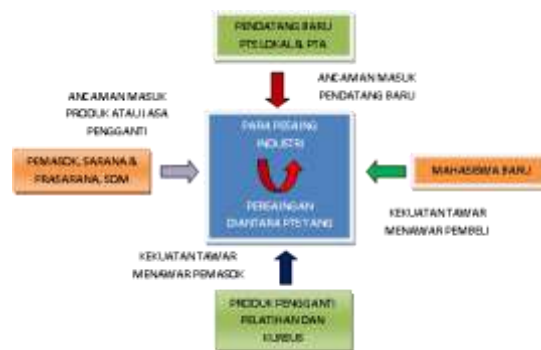 PENDATANG BARU
PTS LOKAL & PTA
ANCAMAN MASUK
PENDATANG BARU
ANCAMAN MASUK
PRODUK ATAU JASA
PENGGANTI
PARA PESAING
INDUSTRI
PEMASOK, SARANA &
PRASARANA, SDM
MAHASISWA BARU
PERSAINGAN
DIANTARA PTS YANG
KEKUATAN TAWAR
MENAWAR PEMBELI
KEKUATAN TAWAR
MENAWAR PEMASOK
PRODUK PENGGANTI
PELATIHAN DAN
KURSUS